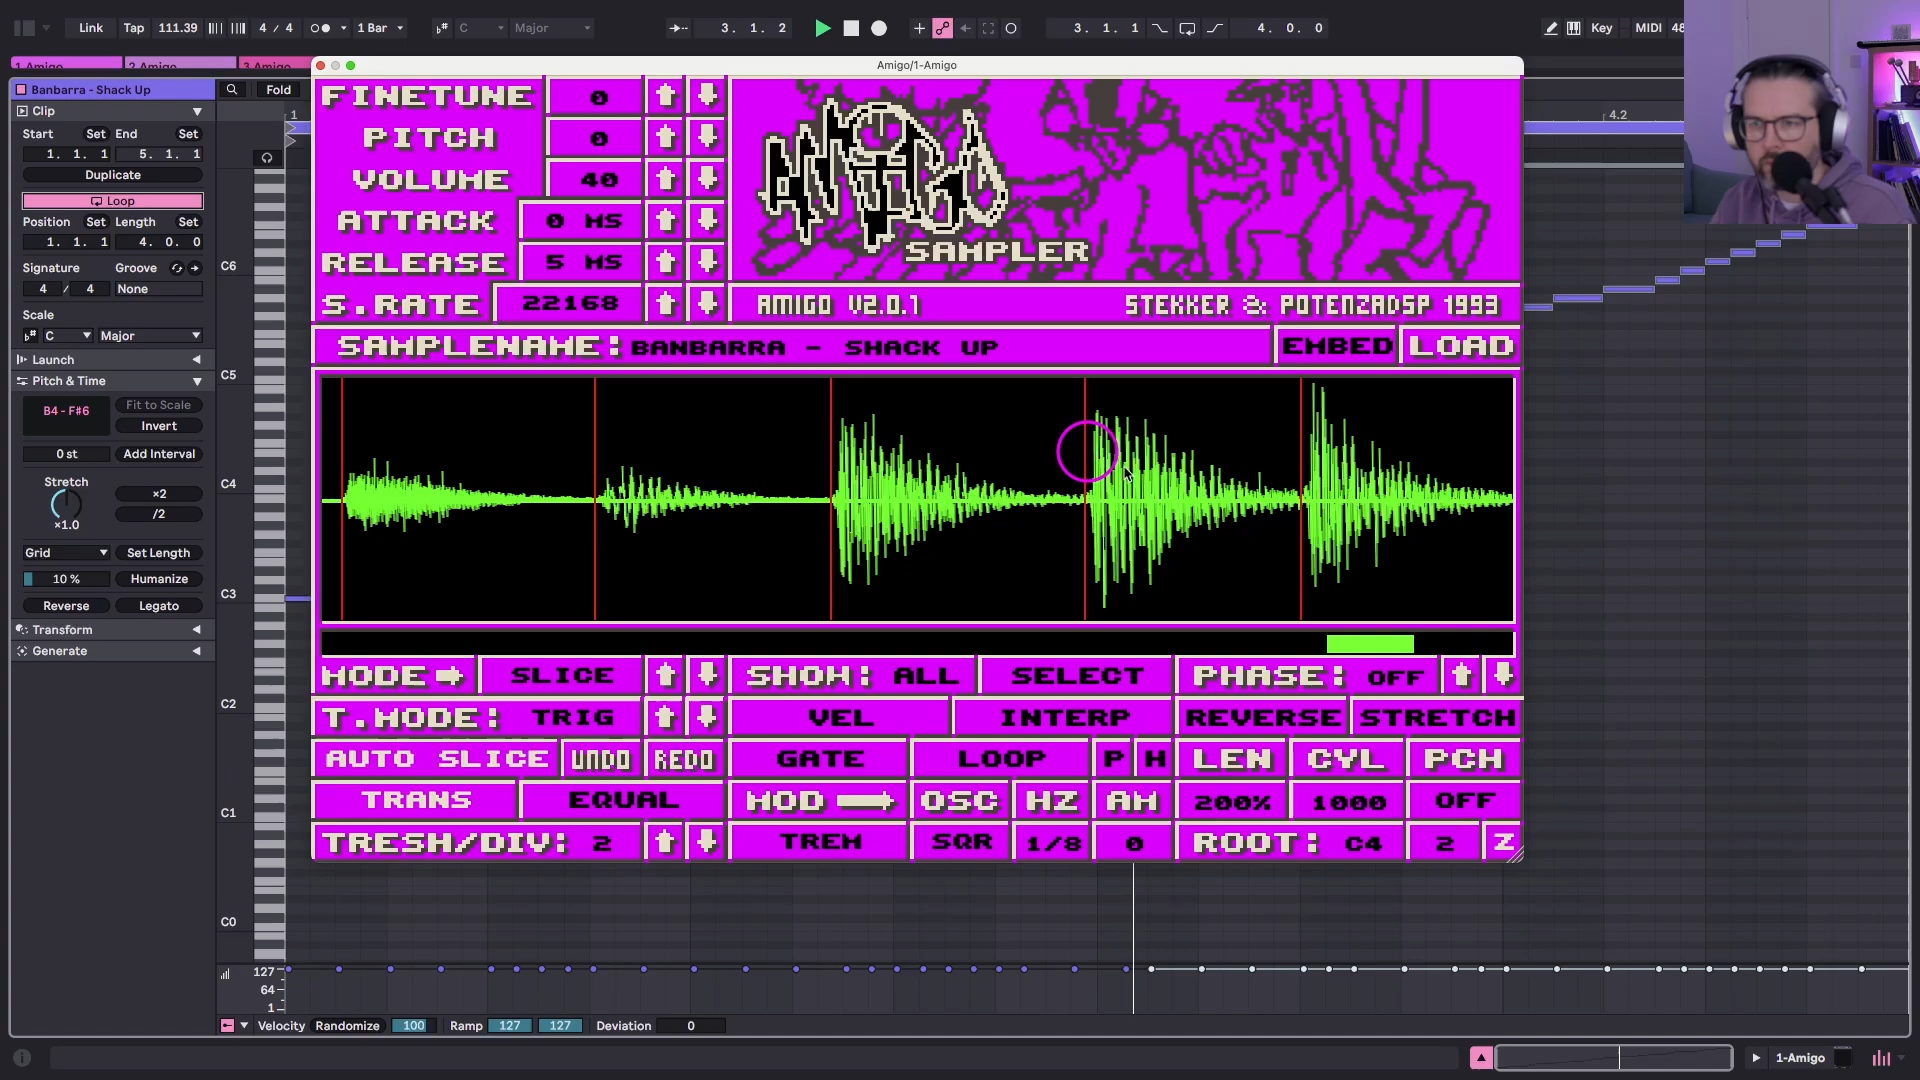 Link Tap 111.39 4 / 4 1 Bar C Major 3. 1. 2 3. 1. 1 4. 0. 0 Key MIDI 48
1 Amigo 2 Amigo 3 Amigo
Amigo/1-Amigo
Banbarra - Shack Up
Fold
Clip
Start Set End Set
1. 1. 1 5. 1. 1
Duplicate
Loop
Position Set Length Set
1. 1. 1 4. 0. 0
Signature Groove
4 / 4 None
Scale
C Major
Launch
Pitch & Time
B4 - F#6 Fit to Scale
Invert
0 st Add Interval
Stretch ×2
/2
×1.0
Grid Set Length
10 % Humanize
Reverse Legato
Transform
Generate
1
4.2
C6
C5
C4
C3
C2
C1
C0
FINETUNE 0
PITCH 0
VOLUME 40
ATTACK 0 MS
RELEASE 5 MS
S.RATE 22168
AMIGO
SAMPLER
AMIGO V2.0.1 STEKKER & POTENZADSP 1993
SAMPLENAME: BANBARRA - SHACK UP EMBED LOAD
MODE SLICE SHOW: ALL SELECT PHASE: OFF
T.MODE: TRIG VEL INTERP REVERSE STRETCH
AUTO SLICE UNDO REDO GATE LOOP P H LEN CYL PCH
TRANS EQUAL MOD OSC HZ AM 200% 1000 OFF
TRESH/DIV: 2 TREM SQR 1/8 0 ROOT: C4 2 Z
127
64
1
Velocity Randomize 100 Ramp 127 127 Deviation 0
1-Amigo